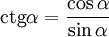 ctgα = cos α / sin α